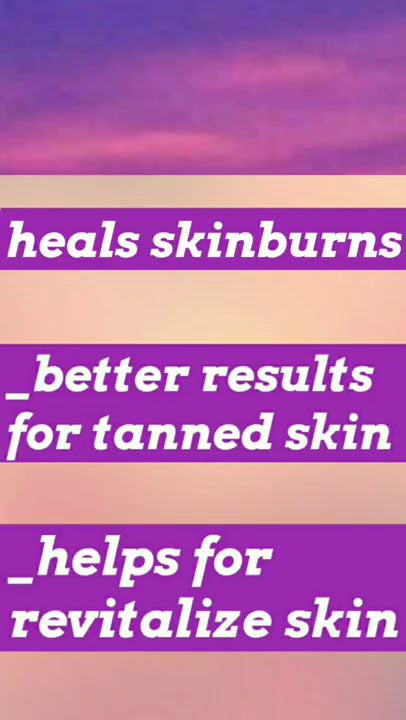 heals skinburns
_better results
for tanned skin
_helps for
revitalize skin